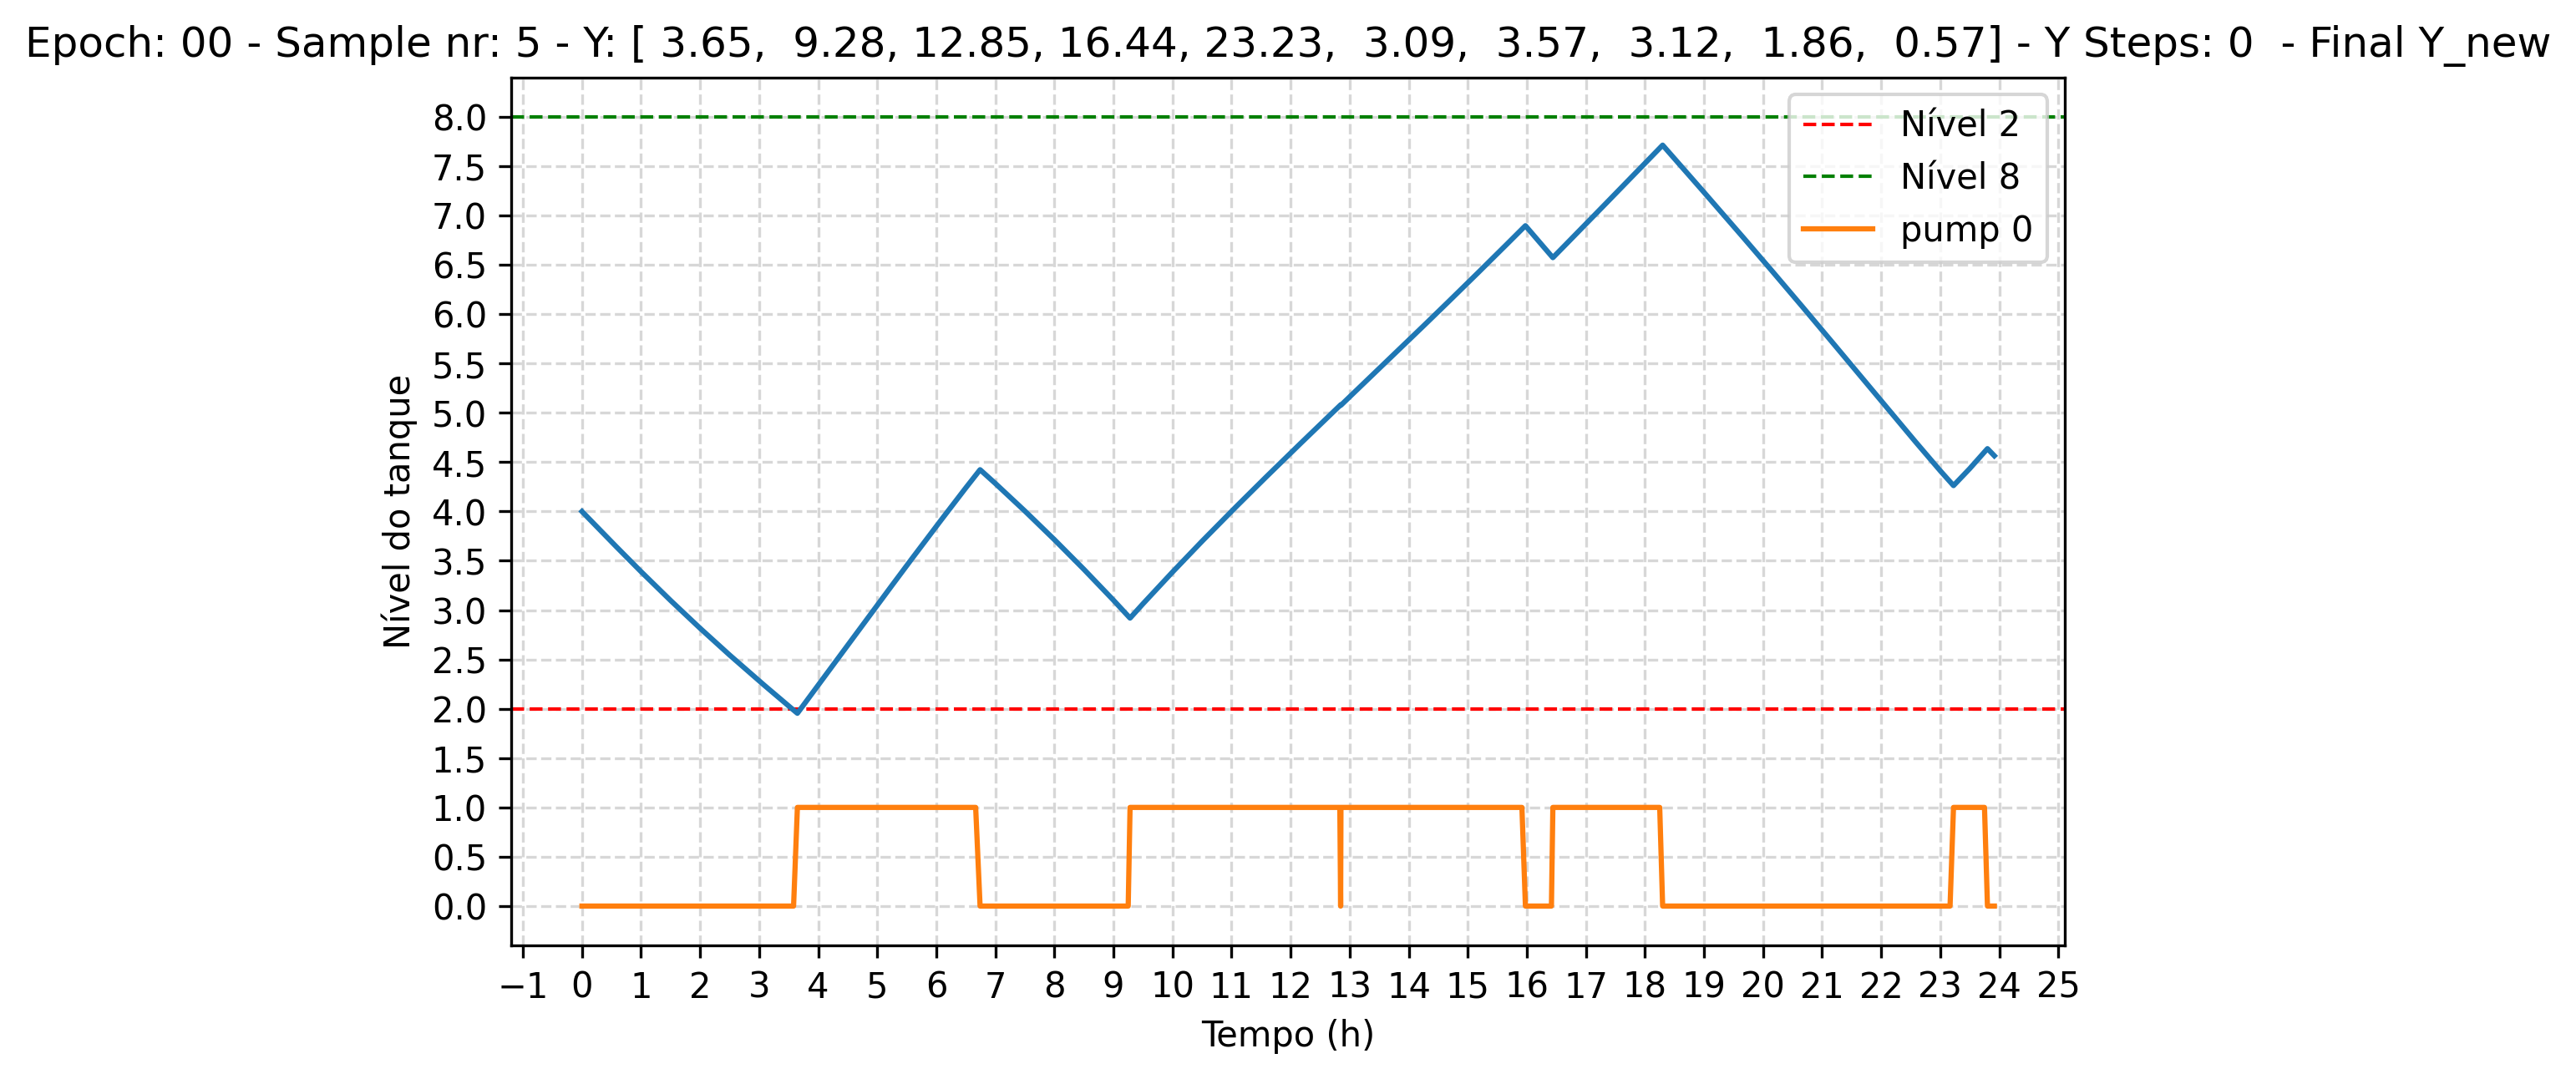 Epoch: 00 - Sample nr: 5 - Y: [ 3.65,  9.28, 12.85, 16.44, 23.23,  3.09,  3.57,  3.12,  1.86,  0.57] - Y Steps: 0  - Final Y_new
Nível 2
Nível 8
pump 0
Nível do tanque
8.0
7.5
7.0
6.5
6.0
5.5
5.0
4.5
4.0
3.5
3.0
2.5
2.0
1.5
1.0
0.5
0.0
−1 0 1 2 3 4 5 6 7 8 9 10 11 12 13 14 15 16 17 18 19 20 21 22 23 24 25
Tempo (h)